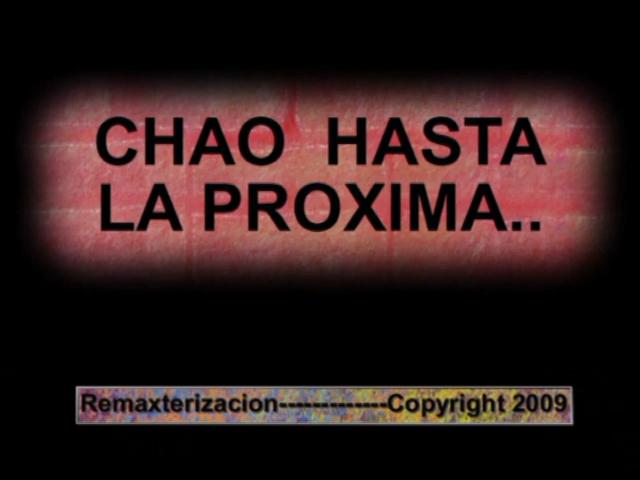 CHAO HASTA
LA PROXIMA..
Remaxterizacion-------------Copyright 2009